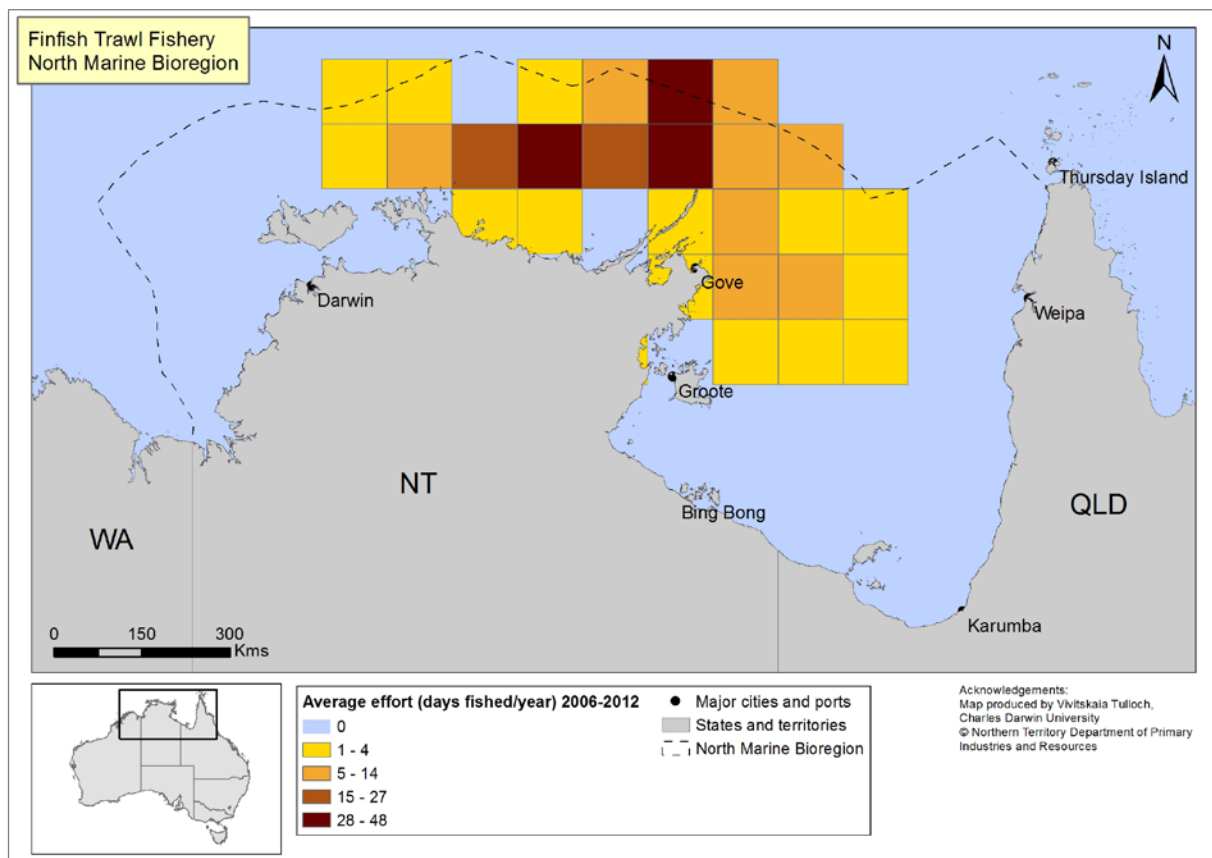 Finfish Trawl Fishery
North Marine Bioregion
N
Thursday Island
Darwin
Gove
Weipa
Groote
NT
Bing Bong
QLD
WA
Karumba
0 150 300
Kms
Average effort (days fished/year) 2006-2012
0
1 - 4
5 - 14
15 - 27
28 - 48
Major cities and ports
States and territories
North Marine Bioregion
Acknowledgements:
Map produced by Vivitskaia Tulloch,
Charles Darwin University
© Northern Territory Department of Primary
Industries and Resources